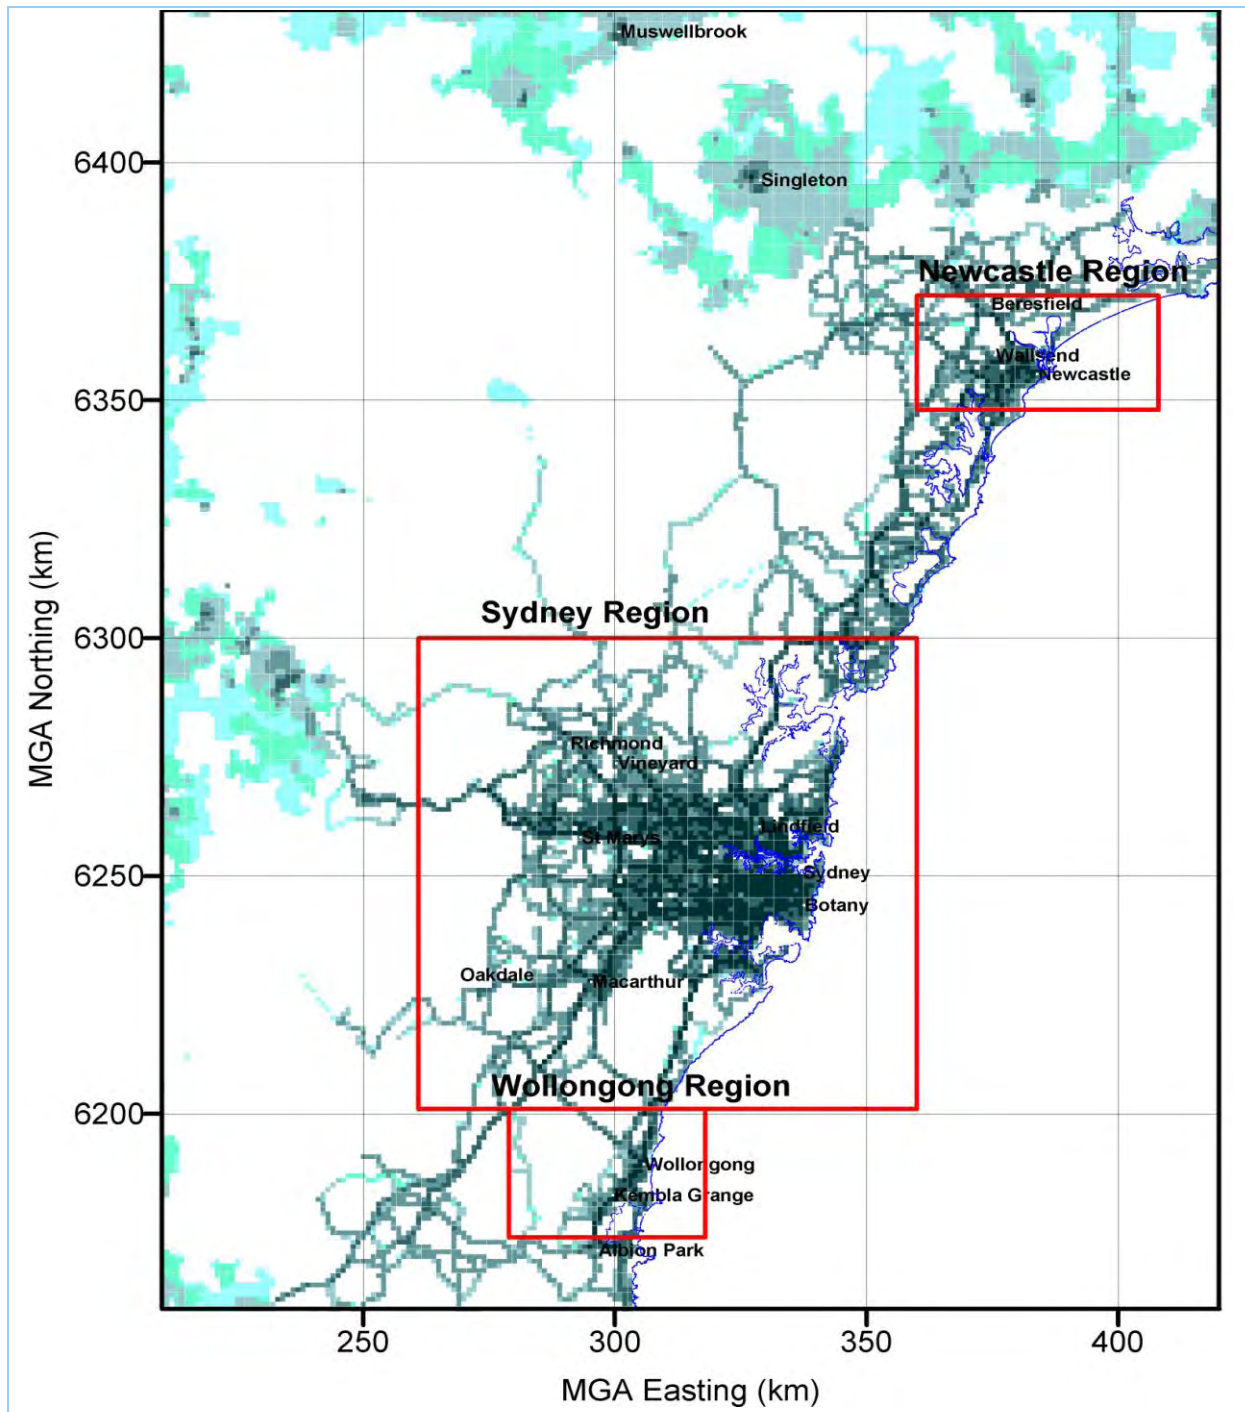 Muswellbrook
6400
Singleton
Newcastle Region
Beresfield
Wallsend
Newcastle
6350
Sydney Region
6300
Richmond
Vineyard
Lindfield
St Marys
Sydney
6250
Botany
Oakdale
Macarthur
Wollongong Region
6200
Wollongong
Kembla Grange
Albion Park
MGA Northing (km)
250
300
350
400
MGA Easting (km)